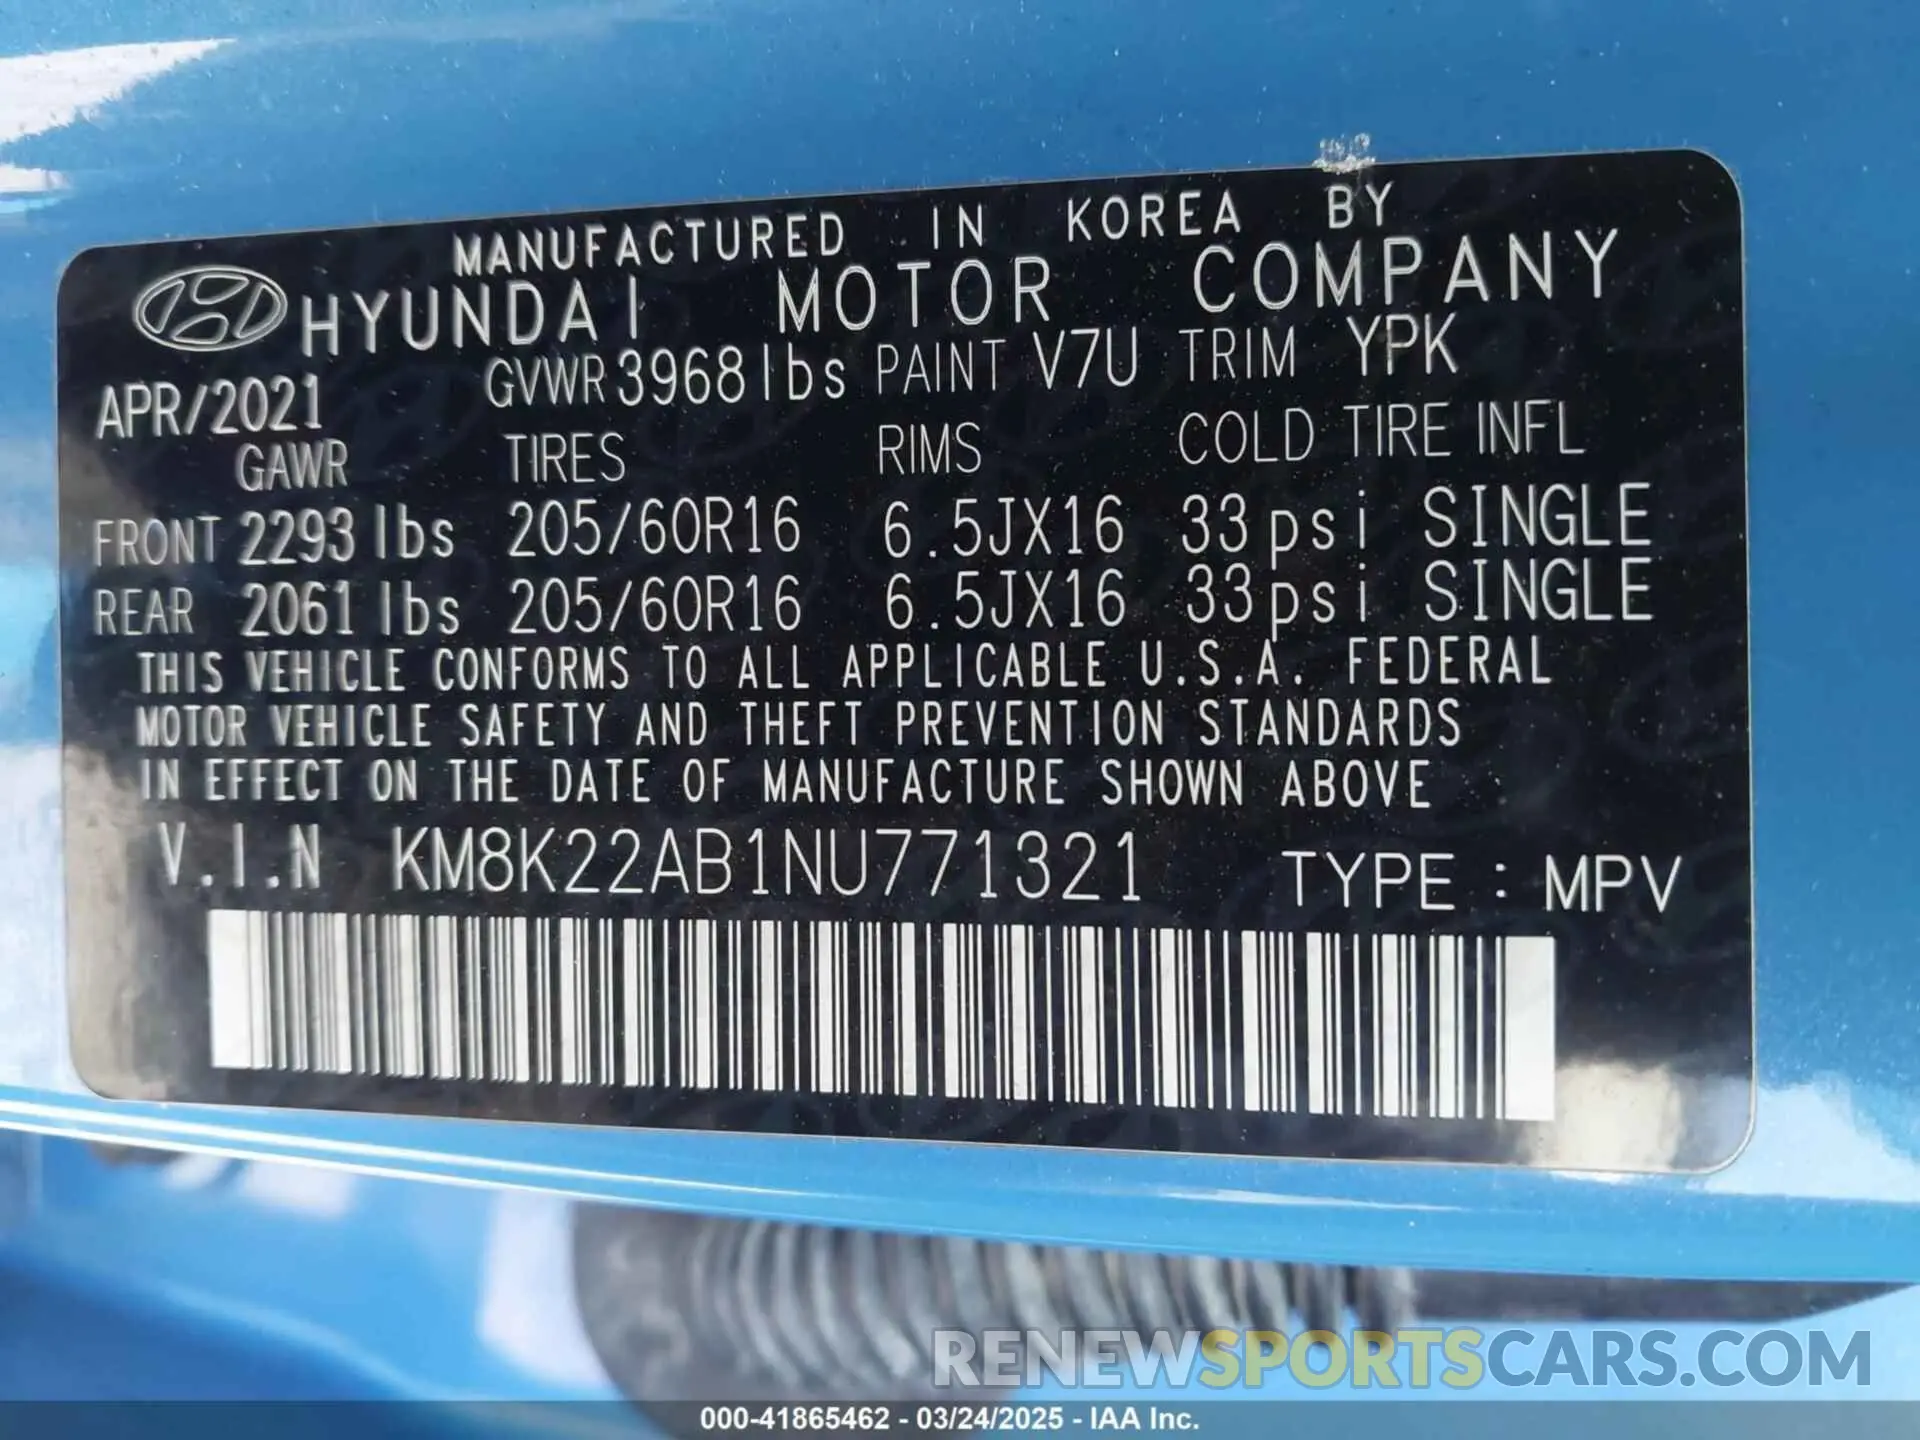 MANUFACTURED IN KOREA BY
HYUNDAI MOTOR COMPANY
APR/2021 GVWR 3968 lbs PAINT V7U TRIM YPK
GAWR TIRES RIMS COLD TIRE INFL
FRONT 2293 lbs 205/60R16 6.5JX16 33psi SINGLE
REAR 2061 lbs 205/60R16 6.5JX16 33psi SINGLE
THIS VEHICLE CONFORMS TO ALL APPLICABLE U.S.A. FEDERAL
MOTOR VEHICLE SAFETY AND THEFT PREVENTION STANDARDS
IN EFFECT ON THE DATE OF MANUFACTURE SHOWN ABOVE
V.I.N KM8K22AB1NU771321 TYPE : MPV
RENEWSPORTSCARS.COM
000-41865462 - 03/24/2025 - IAA Inc.